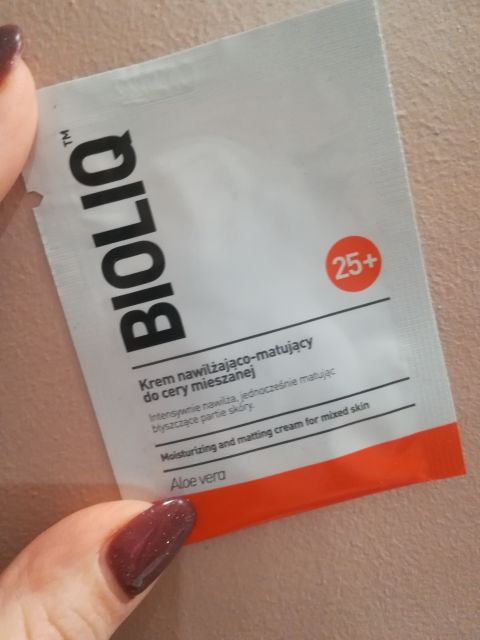 BIOLIQ™
25+
Krem nawilżająco-matujący
do cery mieszanej
Intensywnie nawilża, jednocześnie matując
błyszczące partie skóry.
Moisturizing and matting cream for mixed skin
Aloe vera